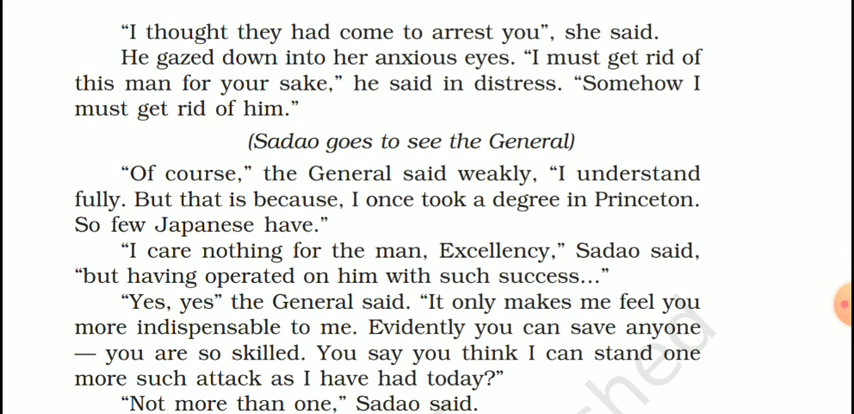 “I thought they had come to arrest you”, she said.
He gazed down into her anxious eyes. “I must get rid of
this man for your sake,” he said in distress. “Somehow I
must get rid of him.”
(Sadao goes to see the General)
“Of course,” the General said weakly, “I understand
fully. But that is because, I once took a degree in Princeton.
So few Japanese have.”
“I care nothing for the man, Excellency,” Sadao said,
“but having operated on him with such success...”
“Yes, yes” the General said. “It only makes me feel you
more indispensable to me. Evidently you can save anyone
— you are so skilled. You say you think I can stand one
more such attack as I have had today?”
“Not more than one,” Sadao said.
shed